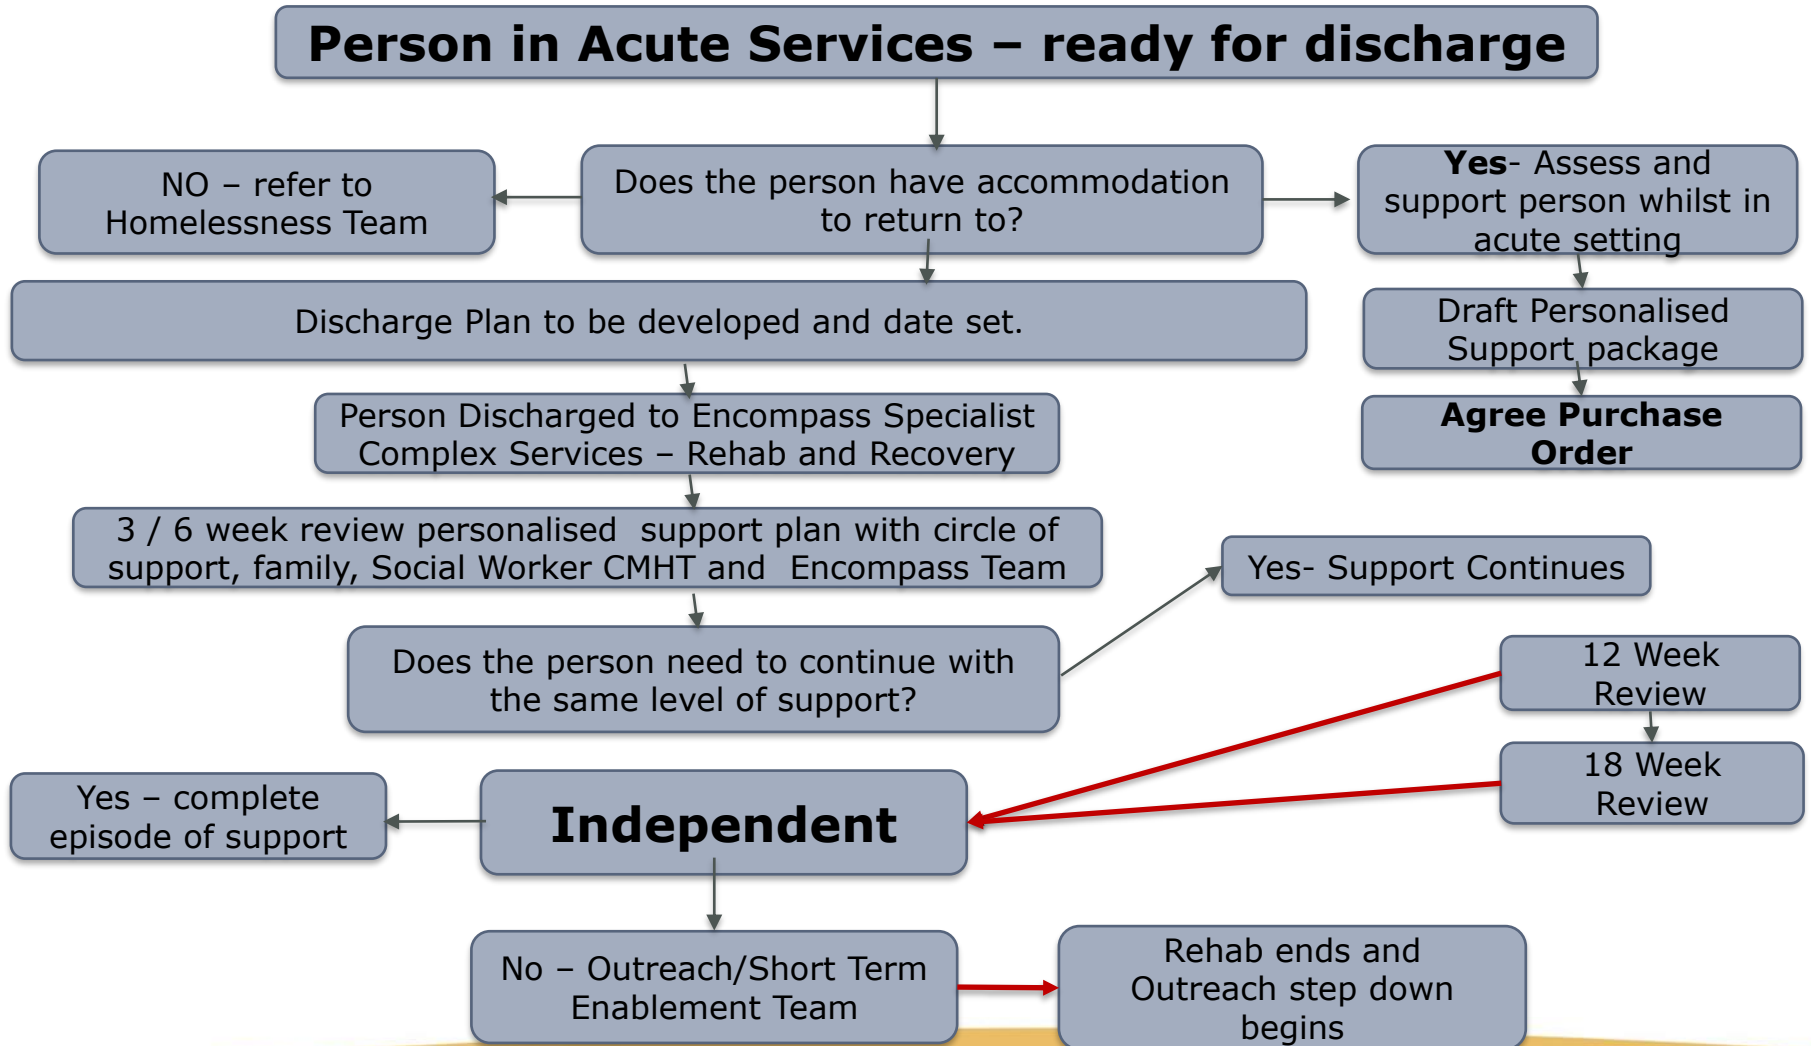 Person in Acute Services – ready for discharge
NO – refer to
Homelessness Team
Does the person have accommodation
to return to?
Yes- Assess and
support person whilst in
acute setting
Discharge Plan to be developed and date set.
Draft Personalised
Support package
Person Discharged to Encompass Specialist
Complex Services – Rehab and Recovery
Agree Purchase
Order
3 / 6 week review personalised support plan with circle of
support, family, Social Worker CMHT and Encompass Team
Yes- Support Continues
Does the person need to continue with
the same level of support?
12 Week
Review
18 Week
Review
Yes – complete
episode of support
Independent
No – Outreach/Short Term
Enablement Team
Rehab ends and
Outreach step down
begins